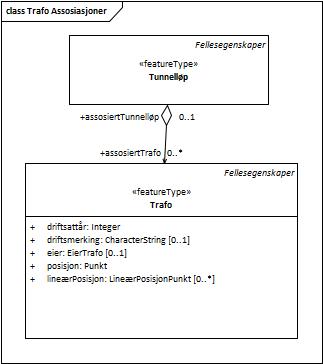 class Trafo Assosiasjoner
Fellesegenskaper
«featureType»
Tunnelløp
+assosiertTunnelløp 0..1
+assosiertTrafo 0..*
Fellesegenskaper
«featureType»
Trafo
+ driftsattår: Integer
+ driftsmerking: CharacterString [0..1]
+ eier: EierTrafo [0..1]
+ posisjon: Punkt
+ lineærPosisjon: LineærPosisjonPunkt [0..*]